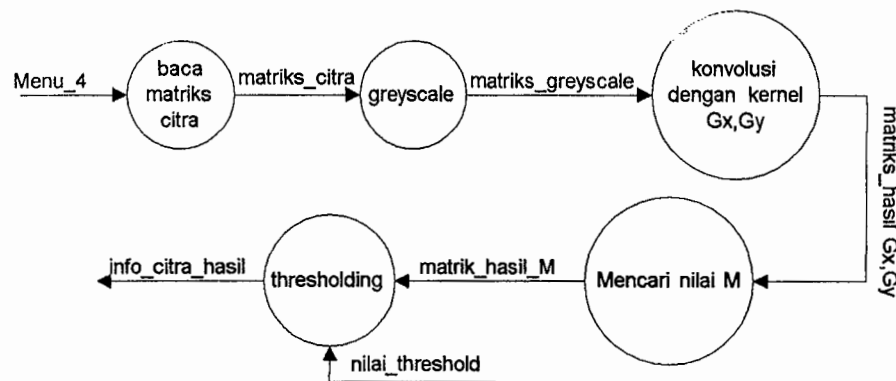 Menu_4
baca
matriks
citra
matriks_citra
greyscale
matriks_greyscale
konvolusi
dengan kernel
Gx,Gy
matriks_hasil Gx,Gy
Mencari nilai M
matrik_hasil_M
thresholding
info_citra_hasil
nilai_threshold